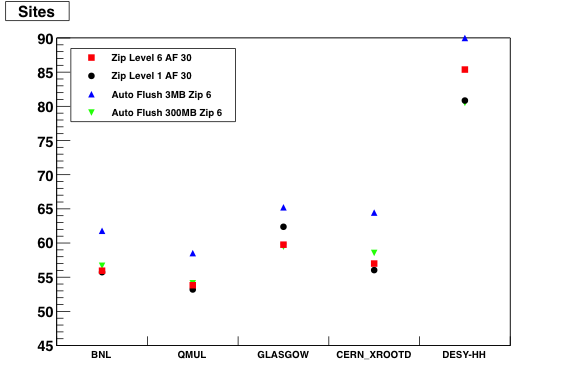 Sites
90
85
80
75
70
65
60
55
50
45
Zip Level 6 AF 30
Zip Level 1 AF 30
Auto Flush 3MB Zip 6
Auto Flush 300MB Zip 6
BNL QMUL GLASGOW CERN_XROOTD DESY-HH